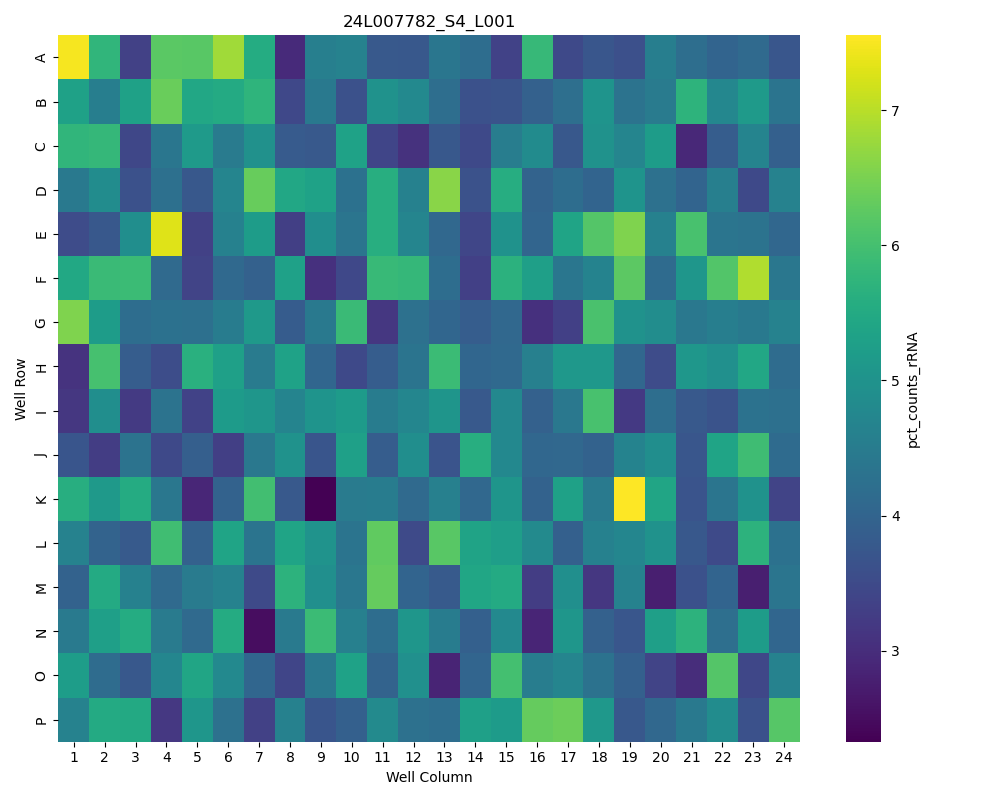 24L007782_S4_L001
A
B
C
D
E
F
G
H
I
J
K
L
M
N
O
P
Well Row
1 2 3 4 5 6 7 8 9 10 11 12 13 14 15 16 17 18 19 20 21 22 23 24
Well Column
7
6
5
4
3
pct_counts_rRNA